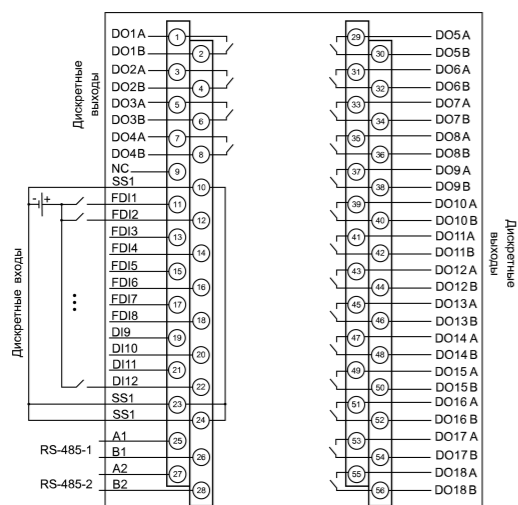 Дискретные выходы
DO1A 1
DO1B 2
DO2A 3
DO2B 4
DO3A 5
DO3B 6
DO4A 7
DO4B 8
NC 9
SS1 10
- +
FDI1 11
FDI2 12
FDI3 13
FDI4 14
FDI5 15
FDI6 16
FDI7 17
FDI8 18
DI9 19
DI10 20
DI11 21
DI12 22
SS1 23
SS1 24
Дискретные входы
RS-485-1
A1 25
B1 26
RS-485-2
A2 27
B2 28
29 DO5A
30 DO5B
31 DO6A
32 DO6B
33 DO7A
34 DO7B
35 DO8A
36 DO8B
37 DO9A
38 DO9B
39 DO10A
40 DO10B
41 DO11A
42 DO11B
43 DO12A
44 DO12B
45 DO13A
46 DO13B
47 DO14A
48 DO14B
49 DO15A
50 DO15B
51 DO16A
52 DO16B
53 DO17A
54 DO17B
55 DO18A
56 DO18B
Дискретные
выходы